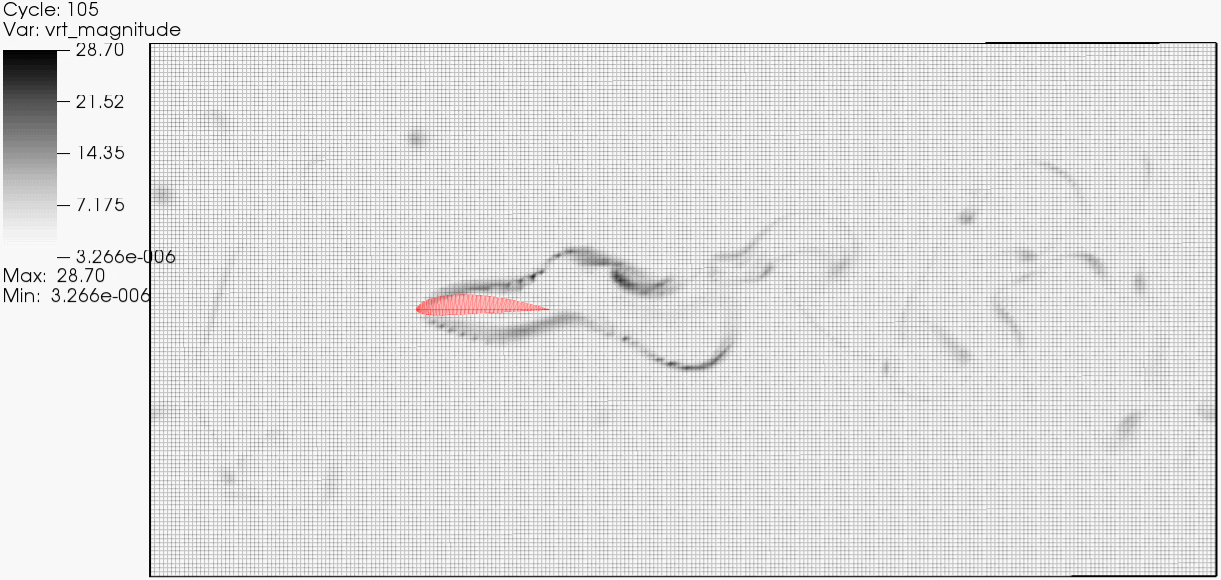 Cycle: 105
Var: vrt_magnitude
28.70
21.52
14.35
7.175
3.266e-006
Max: 28.70
Min: 3.266e-006